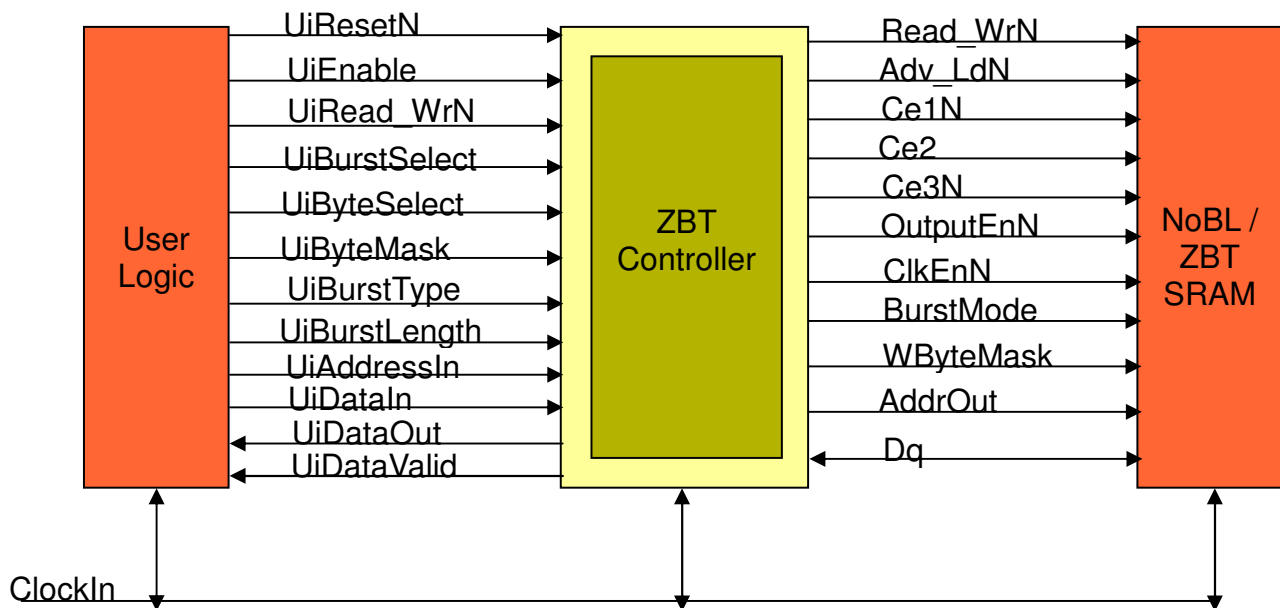 UiResetN
UiEnable
UiRead_WrN
UiBurstSelect
UiByteSelect
UiByteMask
UiBurstType
UiBurstLength
UiAddressIn
UiDataIn
UiDataOut
UiDataValid
User
Logic
ZBT
Controller
Read_WrN
Adv_LdN
Ce1N
Ce2
Ce3N
OutputEnN
ClkEnN
BurstMode
WByteMask
AddrOut
Dq
NoBL /
ZBT
SRAM
ClockIn